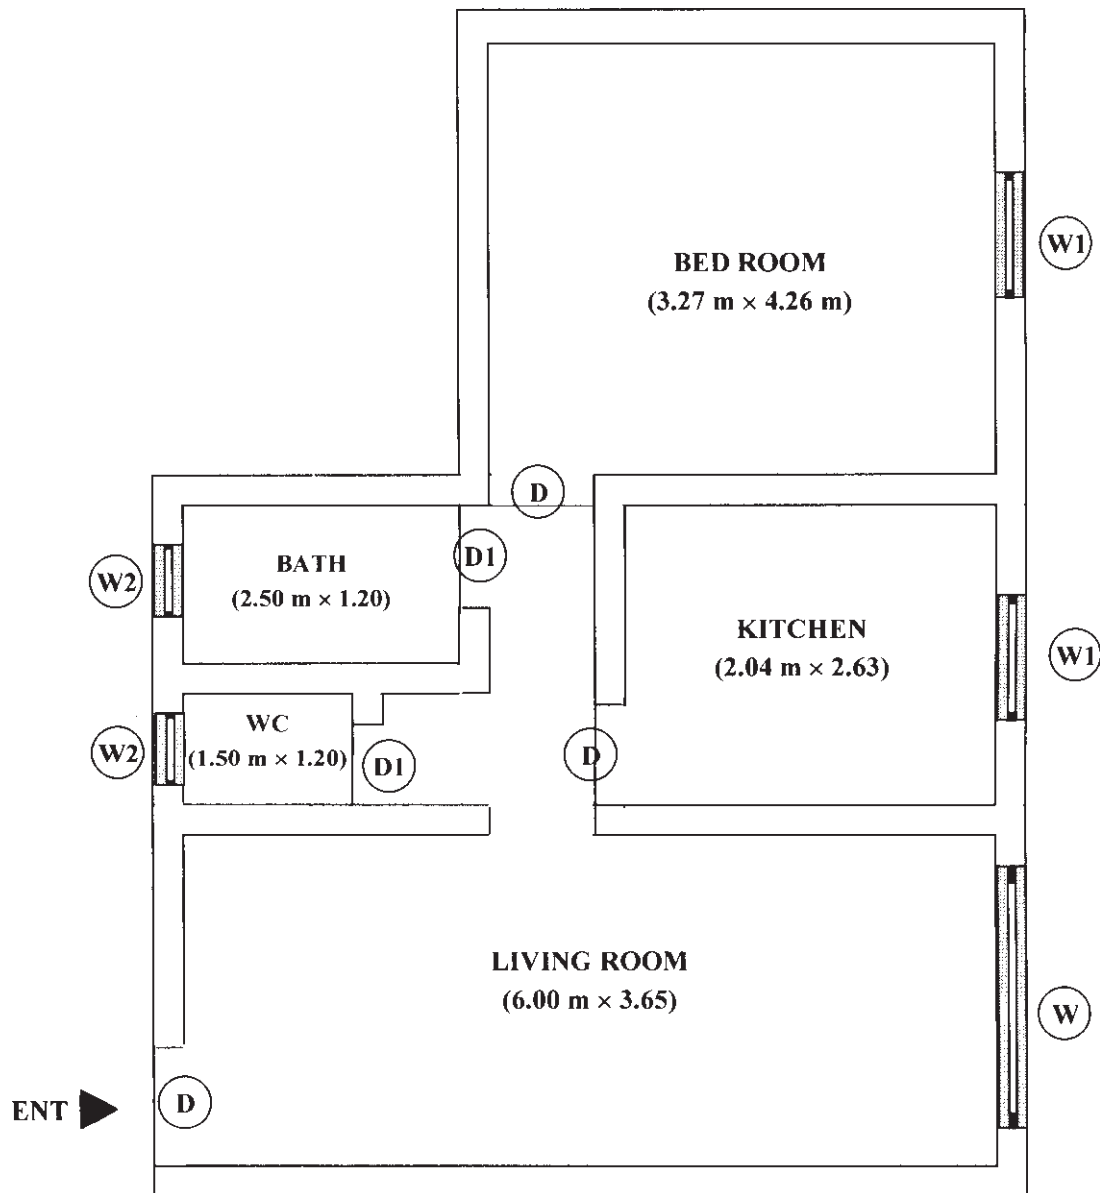 W1
BED ROOM
(3.27 m × 4.26 m)
D
D1
BATH
(2.50 m × 1.20)
W2
KITCHEN
(2.04 m × 2.63)
W1
WC
(1.50 m × 1.20)
W2
D1
D
LIVING ROOM
(6.00 m × 3.65)
W
D
ENT